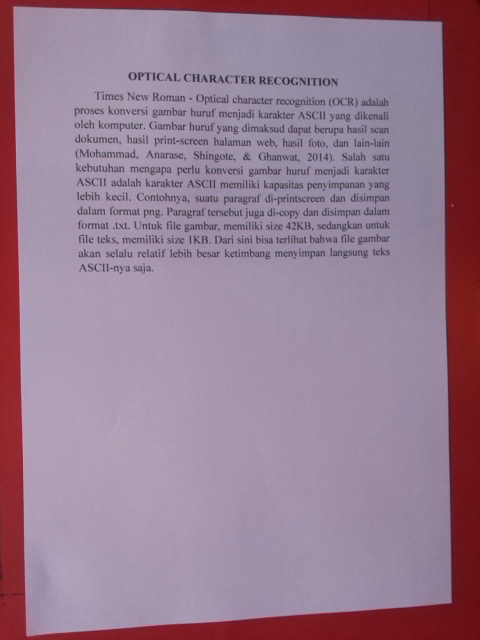 OPTICAL CHARACTER RECOGNITION
Times New Roman - Optical character recognition (OCR) adalah
proses konversi gambar huruf menjadi karakter ASCII yang dikenali
oleh komputer. Gambar huruf yang dimaksud dapat berupa hasil scan
dokumen, hasil print-screen halaman web, hasil foto, dan lain-lain
(Mohammad, Anarase, Shingote, & Ghanwat, 2014). Salah satu
kebutuhan mengapa perlu konversi gambar huruf menjadi karakter
ASCII adalah karakter ASCII memiliki kapasitas penyimpanan yang
lebih kecil. Contohnya, suatu paragraf di-printscreen dan disimpan
dalam format png. Paragraf tersebut juga di-copy dan disimpan dalam
format .txt. Untuk file gambar, memiliki size 42KB, sedangkan untuk
file teks, memiliki size 1KB. Dari sini bisa terlihat bahwa file gambar
akan selalu relatif lebih besar ketimbang menyimpan langsung teks
ASCII-nya saja.